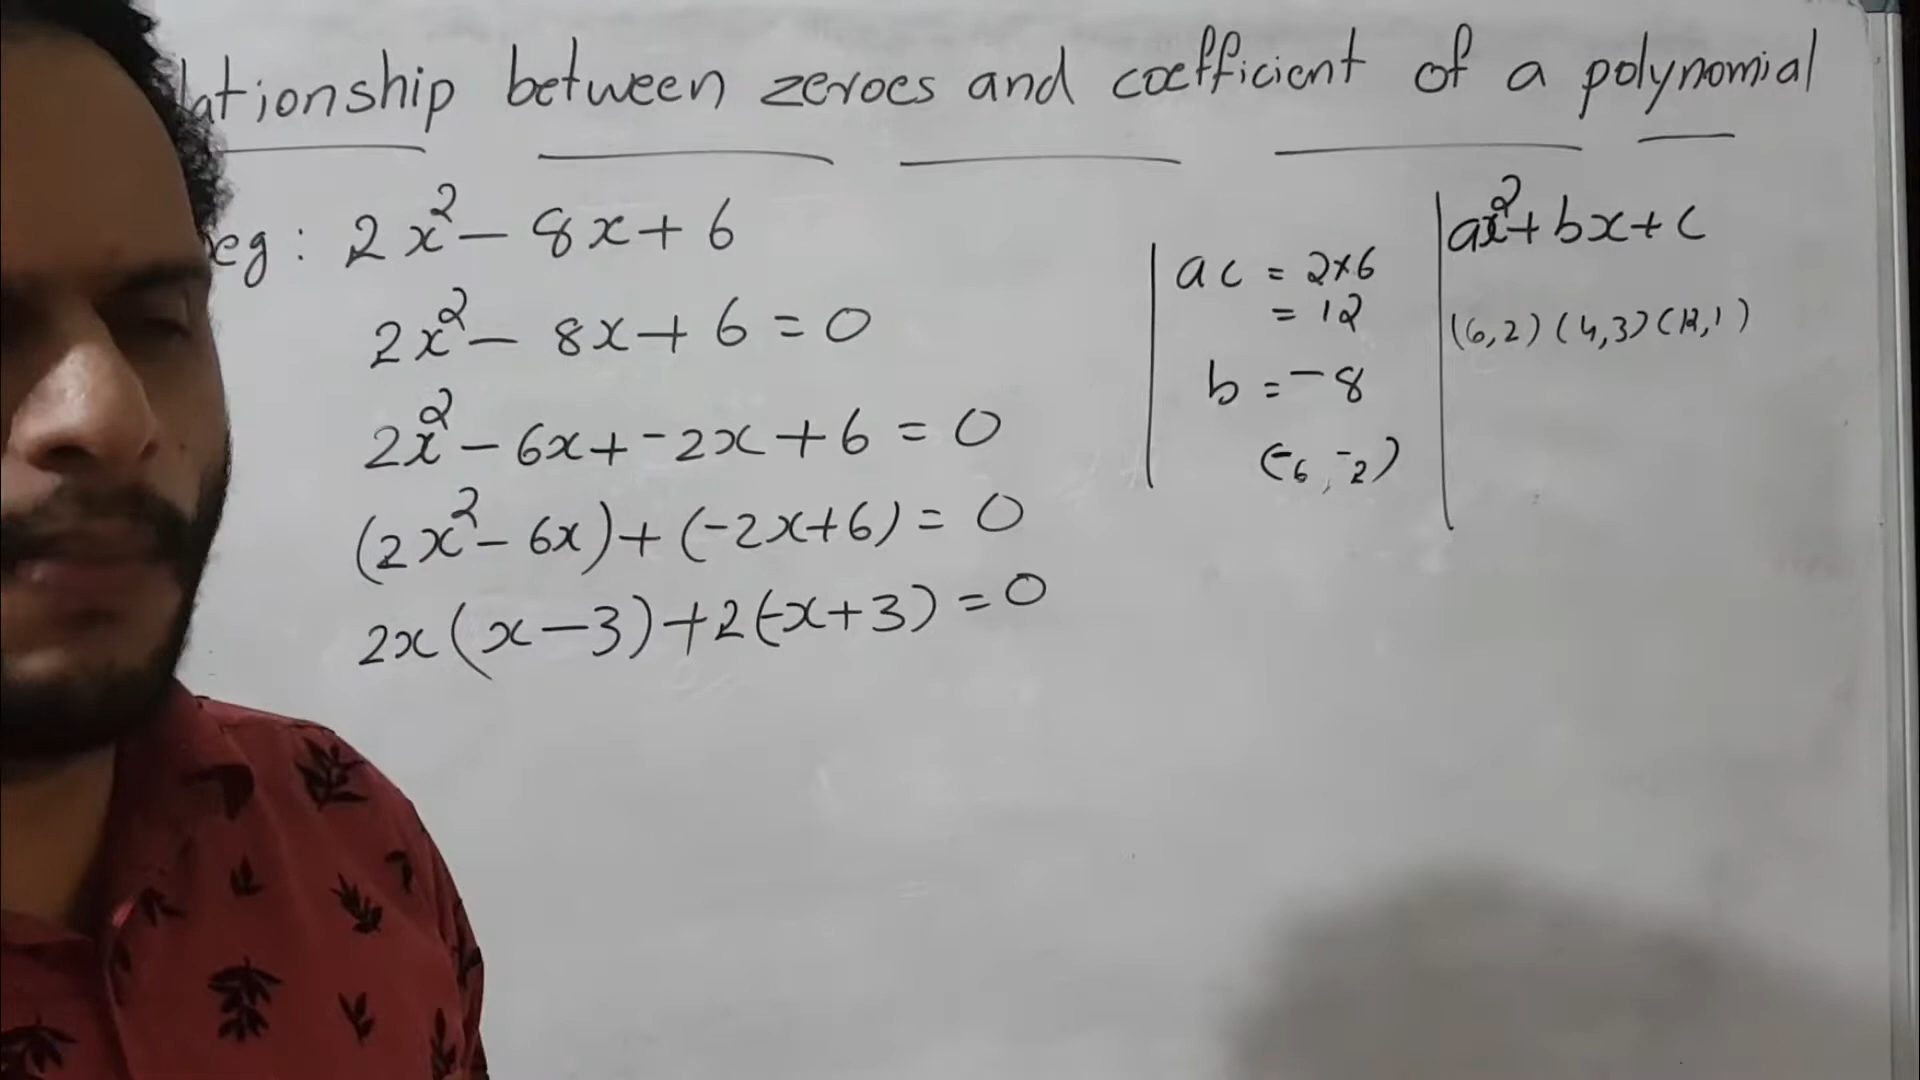 lationship between zeroes and coefficient of a polynomial
eg : 2x² - 8x + 6
2x² - 8x + 6 = 0
2x² - 6x + -2x + 6 = 0
(2x² - 6x) + (-2x + 6) = 0
2x (x - 3) + 2(-x + 3) = 0
ac = 2×6
= 12
b = -8
(-6, -2)
ax² + bx + c
(6,2) (4,3) (12,1)